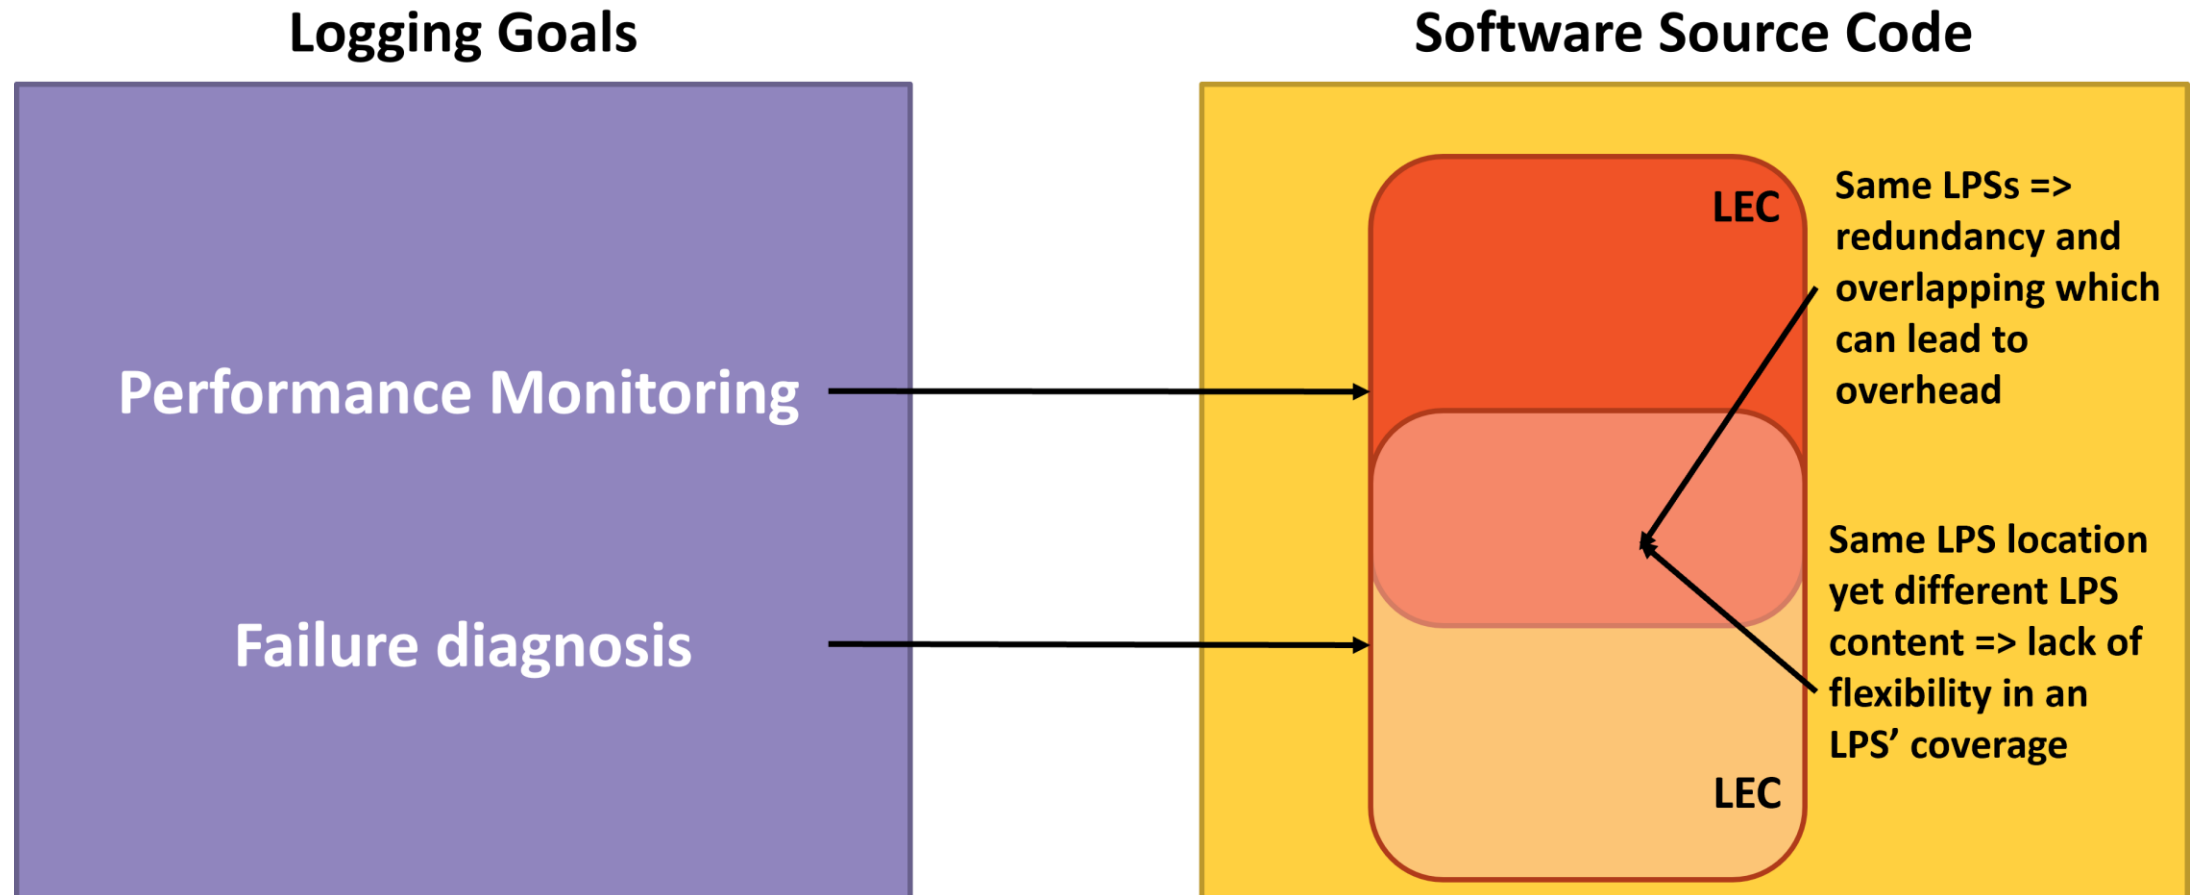 Logging Goals
Software Source Code
Performance Monitoring
Failure diagnosis
LEC
Same LPSs =>
redundancy and
overlapping which
can lead to
overhead
Same LPS location
yet different LPS
content => lack of
flexibility in an
LPS’ coverage
LEC